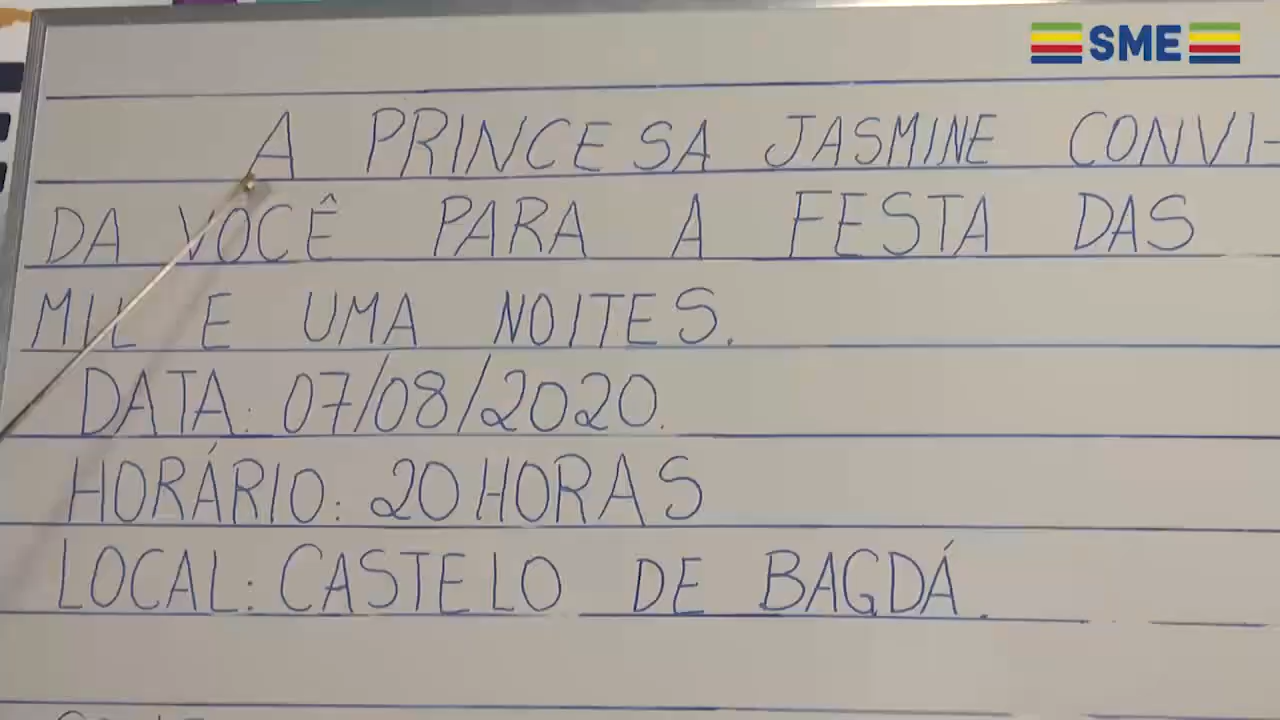 SME
A PRINCESA JASMINE CONVI-
DA VOCÊ PARA A FESTA DAS
MIL E UMA NOITES.
DATA: 07/08/2020.
HORÁRIO: 20 HORAS
LOCAL: CASTELO DE BAGDÁ.